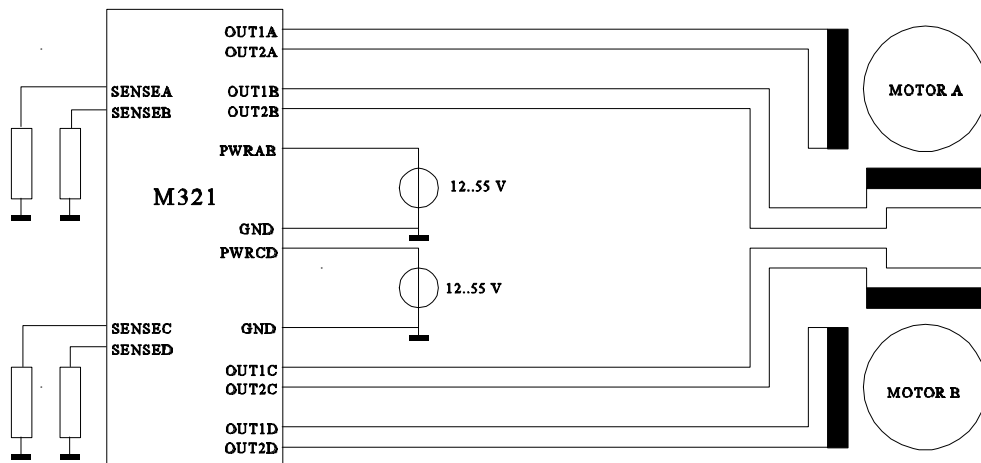 OUT1A
OUT2A
SENSEA
OUT1B
MOTOR A
SENSEB
OUT2B
PWRAB
M321
12..55 V
GND
PWRCD
12..55 V
SENSEC
GND
SENSED
OUT1C
OUT2C
MOTOR B
OUT1D
OUT2D